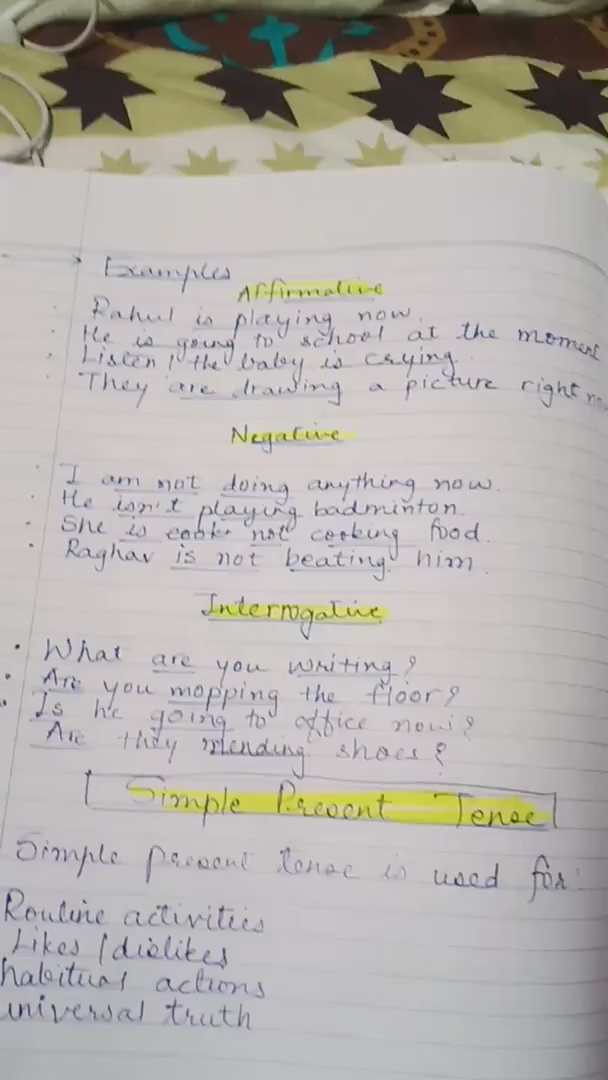 Examples
Affirmative
Rahul is playing now.
He is going to school at the moment
Listen! the baby is crying.
They are drawing a picture right
Negative
I am not doing anything now.
He isn't playing badminton.
She is not cooking food.
Raghav is not beating him.
Interrogative
What are you writing?
Are you mopping the floor?
Is he going to office now?
Are they mending shoes?
Simple Present Tense
Simple present tense is used for:
Routine activities
Likes/dislikes
habitual actions
universal truth